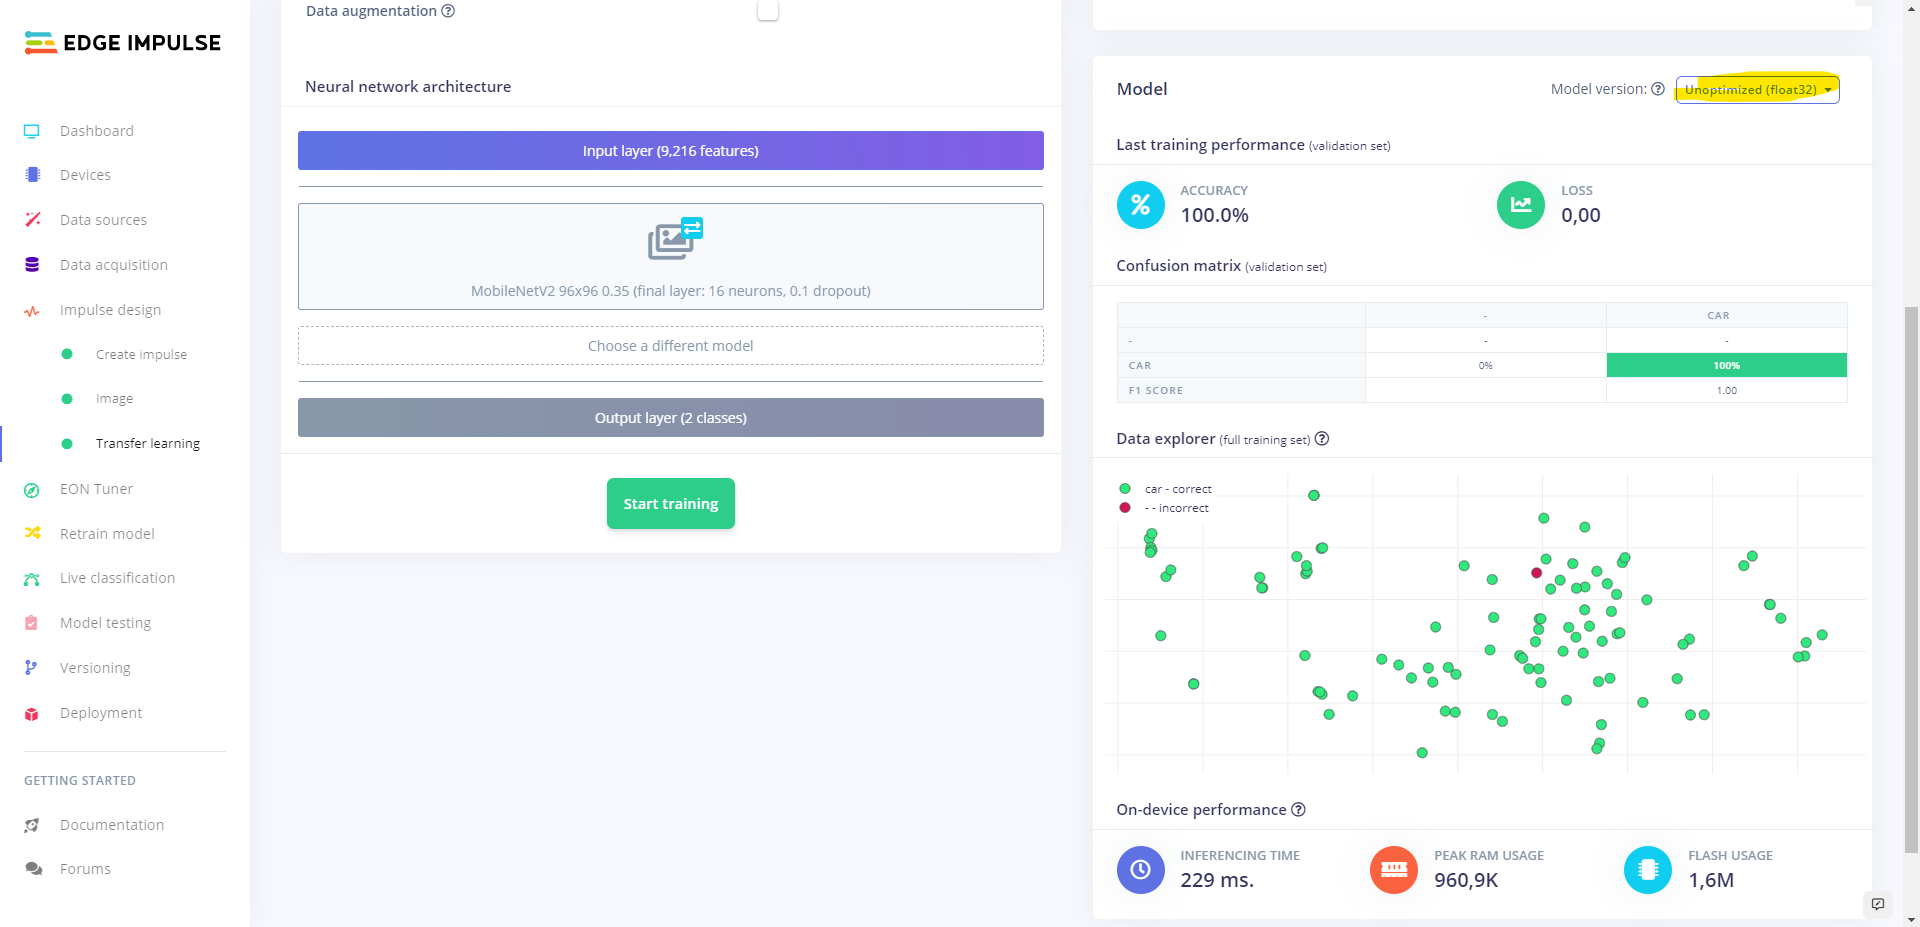 EDGE IMPULSE
Dashboard
Devices
Data sources
Data acquisition
Impulse design
Create impulse
Image
Transfer learning
EON Tuner
Retrain model
Live classification
Model testing
Versioning
Deployment
GETTING STARTED
Documentation
Forums
Data augmentation
Neural network architecture
Input layer (9,216 features)
MobileNetV2 96x96 0.35 (final layer: 16 neurons, 0.1 dropout)
Choose a different model
Output layer (2 classes)
Start training
Model
Model version: Unoptimized (float32)
Last training performance (validation set)
ACCURACY
100.0%
LOSS
0,00
Confusion matrix (validation set)
- CAR
- - -
CAR 0% 100%
F1 SCORE 1.00
Data explorer (full training set)
car - correct
- - incorrect
On-device performance
INFERENCING TIME
229 ms.
PEAK RAM USAGE
960,9K
FLASH USAGE
1,6M